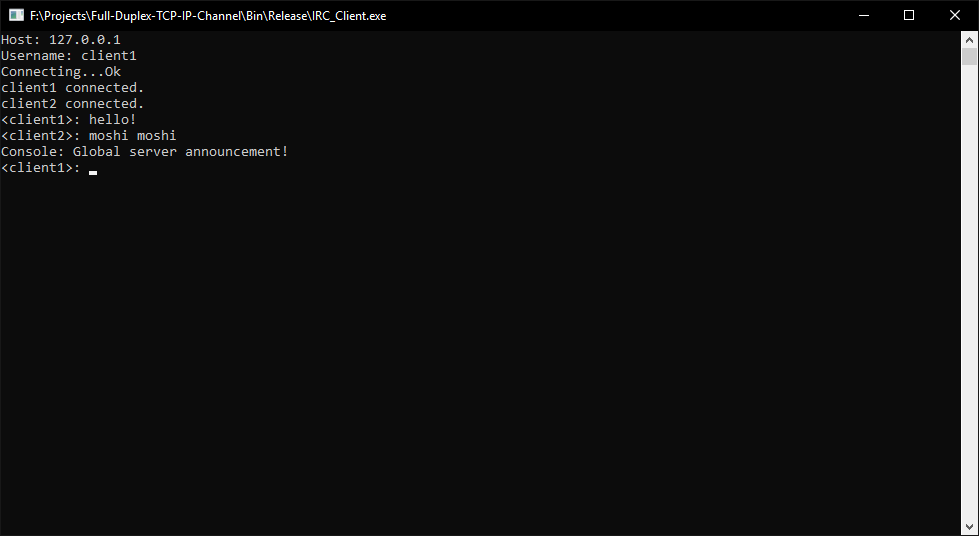 F:\Projects\Full-Duplex-TCP-IP-Channel\Bin\Release\IRC_Client.exe
Host: 127.0.0.1
Username: client1
Connecting...Ok
client1 connected.
client2 connected.
<client1>: hello!
<client2>: moshi moshi
Console: Global server announcement!
<client1>: